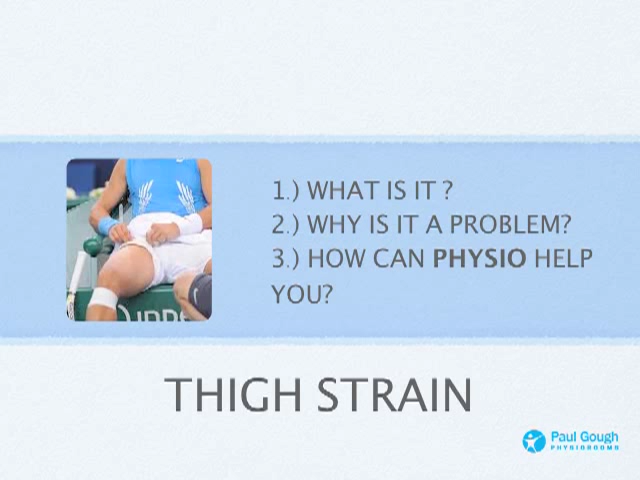 1.) WHAT IS IT ?
2.) WHY IS IT A PROBLEM?
3.) HOW CAN PHYSIO HELP
YOU?
THIGH STRAIN
Paul Gough
PHYSIOROOMS